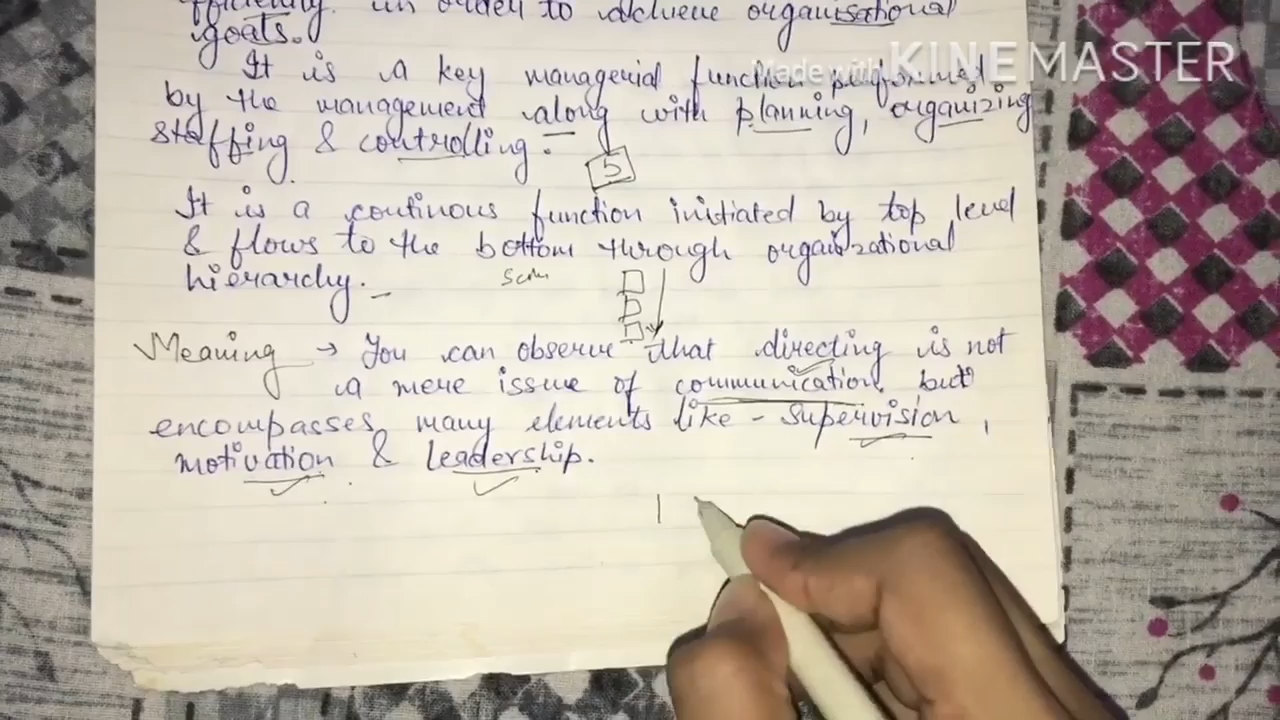 in order to achieve organisational
goals.
It is a key managerial function performed
by the management along with planning, organizing
staffing & controlling.
5
It is a continous function initiated by top level
& flows to the bottom through organizational
hierarchy.
Meaning → You can observe that directing is not
a mere issue of communication but
encompasses many elements like - supervision,
motivation & leadership.
Made with KINEMASTER